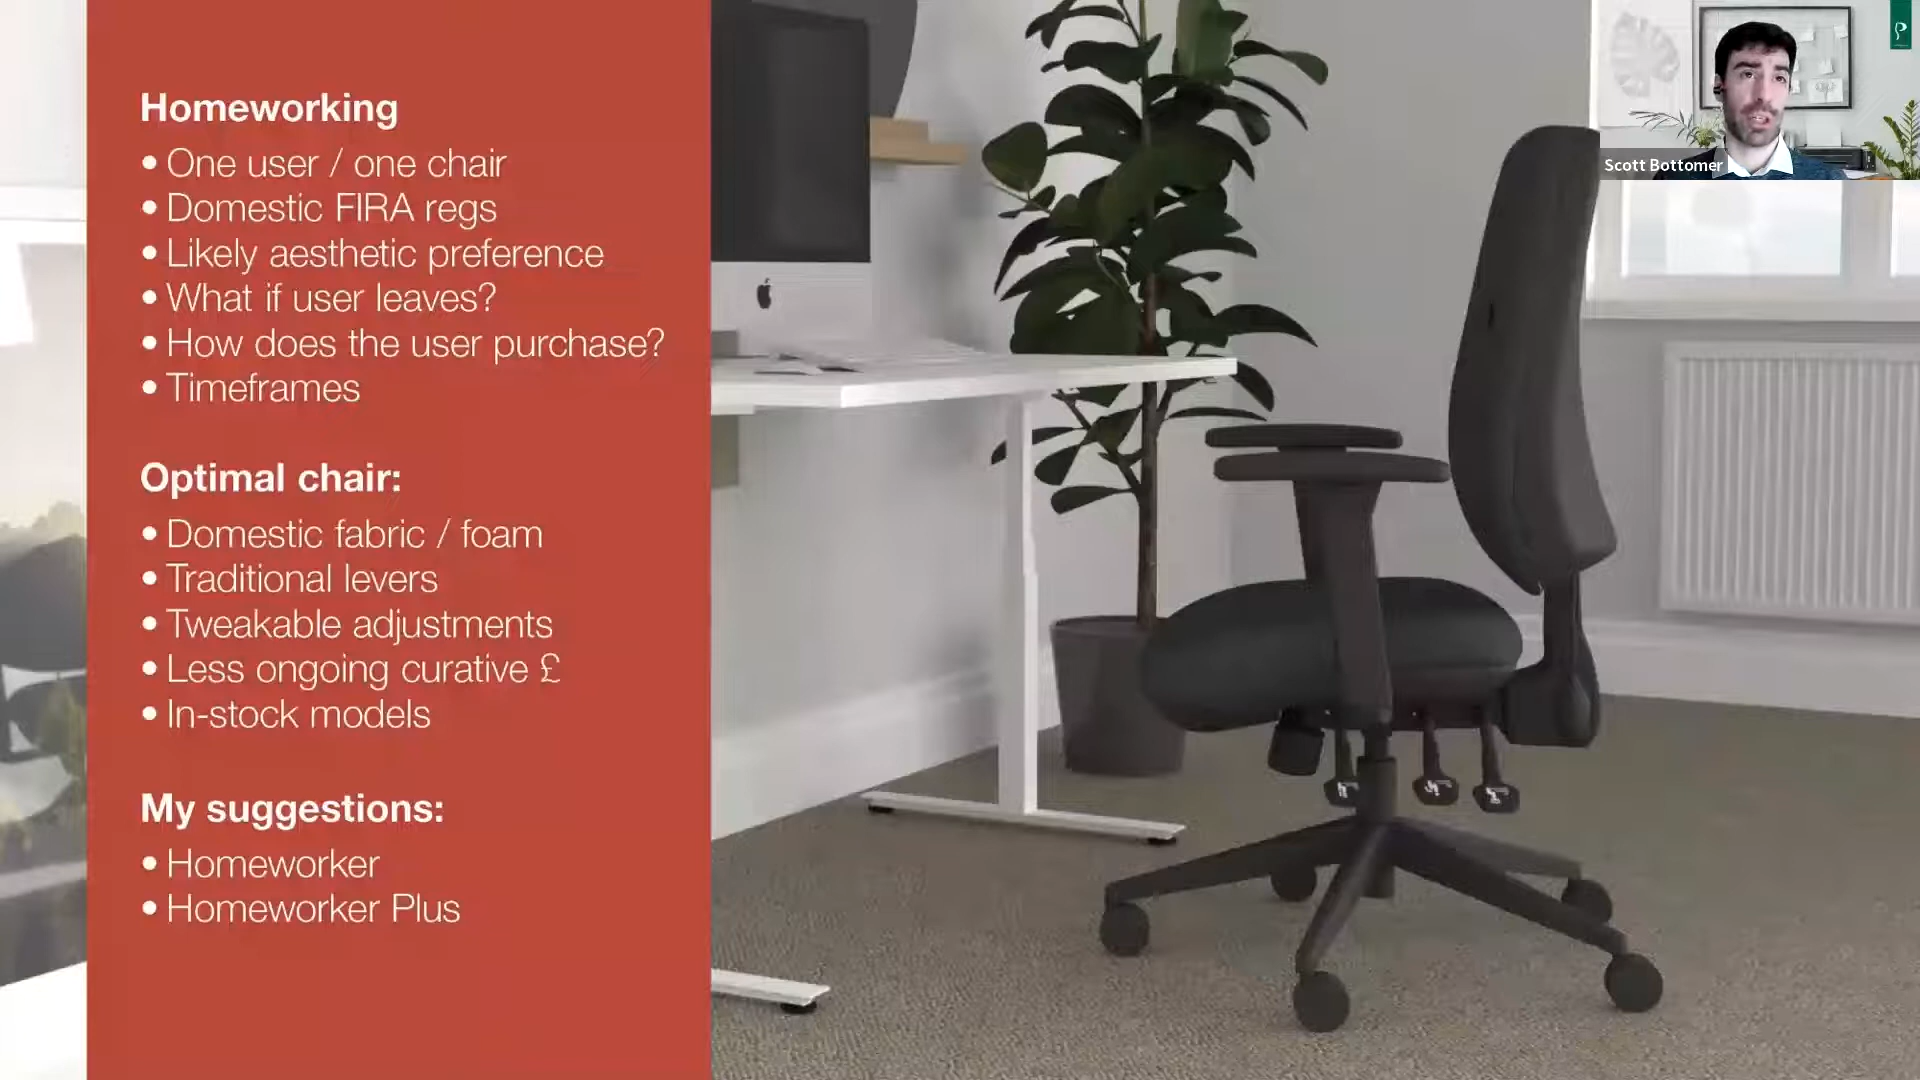 Homeworking
• One user / one chair
• Domestic FIRA regs
• Likely aesthetic preference
• What if user leaves?
• How does the user purchase?
• Timeframes
Optimal chair:
• Domestic fabric / foam
• Traditional levers
• Tweakable adjustments
• Less ongoing curative £
• In-stock models
My suggestions:
• Homeworker
• Homeworker Plus
Scott Bottomer